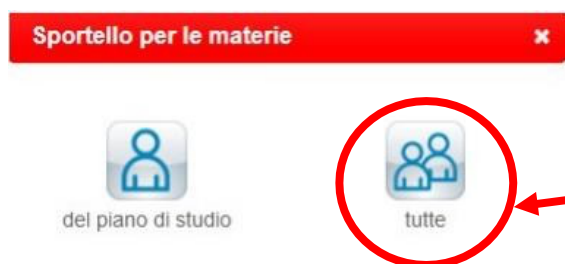 Sportello per le materie ×
del piano di studio
tutte